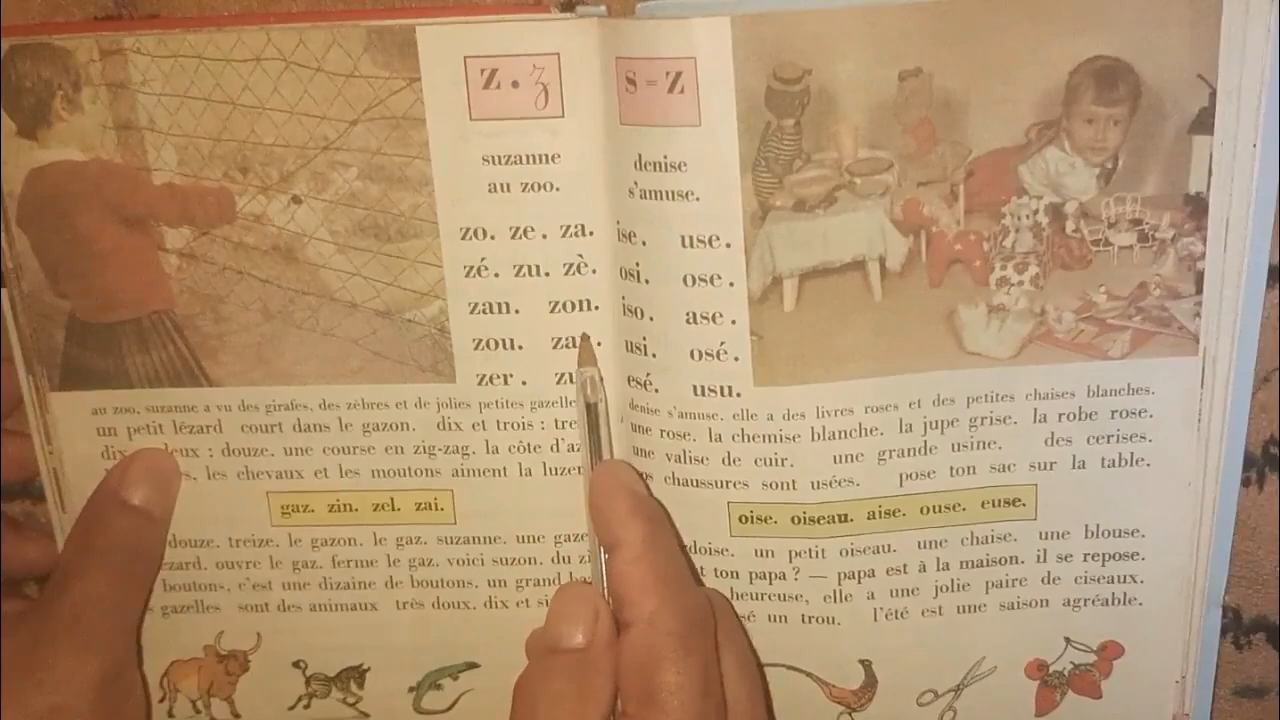 z . z
suzanne
au zoo.
zo. ze. za.
zé. zu. zè.
zan. zon.
zou.
zer.
au zoo, suzanne a vu des girafes, des zèbres et de jolies petites
un petit lézard court dans le gazon. dix et trois :
dix : douze. une course en zig-zag. la côte
les chevaux et les moutons aiment la
gaz. zin. zel. zai.
douze. treize. le gazon. le gaz. suzanne. une
ouvre le gaz. ferme le gaz. voici suzon. du
boutons, c'est une dizaine de boutons. un grand
gazelles sont des animaux très doux. dix et
s = z
denise
s'amuse.
ise. use.
osi. ose.
iso. ase.
usi. osé.
esé. usu.
denise s'amuse. elle a des livres roses et des petites chaises blanches.
une rose. la chemise blanche. la jupe grise. la robe rose.
une valise de cuir. une grande usine. des cerises.
chaussures sont usées. pose ton sac sur la table.
oise. oiseau. aise. ouse. euse.
un petit oiseau. une chaise. une blouse.
ton papa ? — papa est à la maison. il se repose.
heureuse, elle a une jolie paire de ciseaux.
un trou. l'été est une saison agréable.